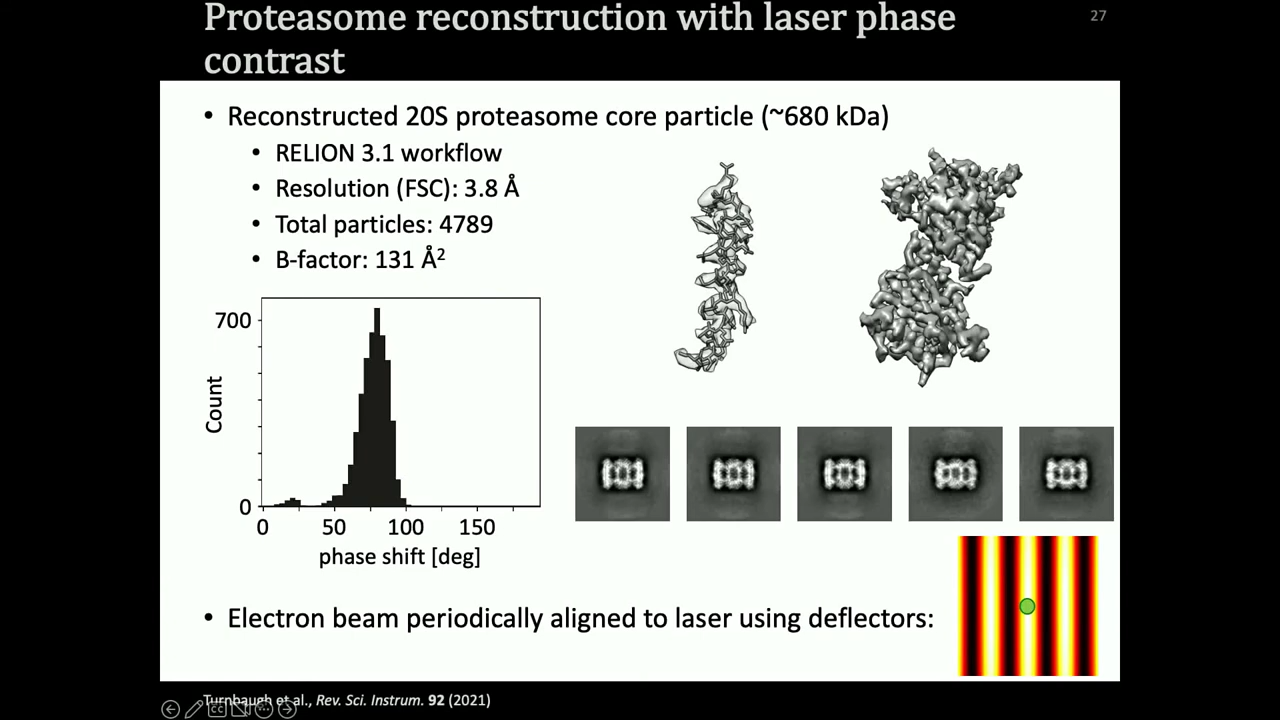 Proteasome reconstruction with laser phase
contrast
27
• Reconstructed 20S proteasome core particle (~680 kDa)
• RELION 3.1 workflow
• Resolution (FSC): 3.8 Å
• Total particles: 4789
• B-factor: 131 Å²
700
Count
0
0 50 100 150
phase shift [deg]
• Electron beam periodically aligned to laser using deflectors:
Turnbaugh et al., Rev. Sci. Instrum. 92 (2021)